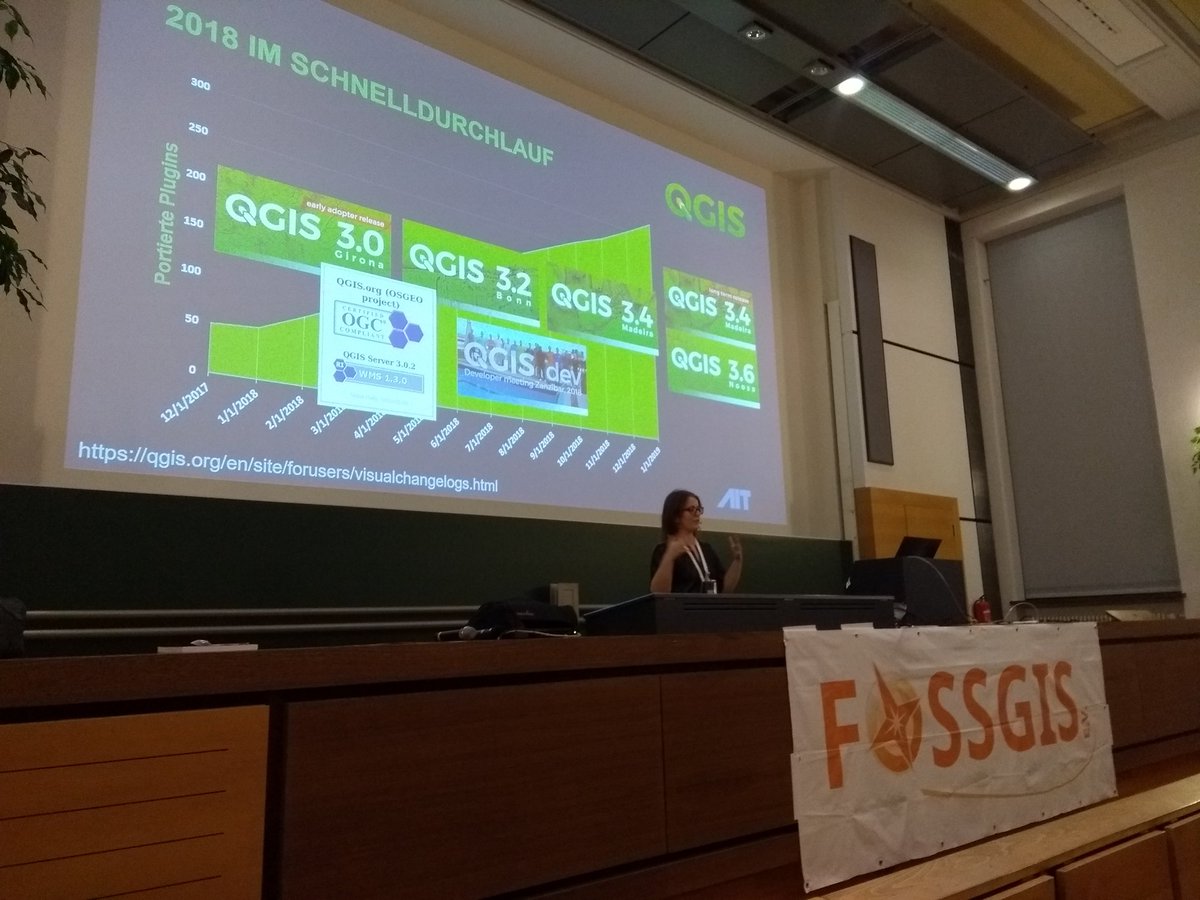 2018 IM SCHNELLDURCHLAUF
QGIS
Portierte Plugins
300
250
200
150
100
50
0
early adopter release
QGIS 3.0
Girona
QGIS 3.2
Bonn
QGIS 3.4
Madeira
long term release
QGIS 3.4
Madeira
QGIS 3.6
Noosa
QGIS.org (OSGEO
project)
CERTIFIED
OGC
COMPLIANT
QGIS Server 3.0.2
RI
WMS 1.3.0
QGIS dev
Developer meeting Zanzibar, 2018
12/1/2017
1/1/2018
2/1/2018
3/1/20
4/1/201
5/1/
6/1/2018
7/1/2018
8/1/2018
9/1/2018
10/1/2018
11/1/2018
12/1/2018
1/1/2019
https://qgis.org/en/site/forusers/visualchangelogs.html
AIT
FOSSGIS